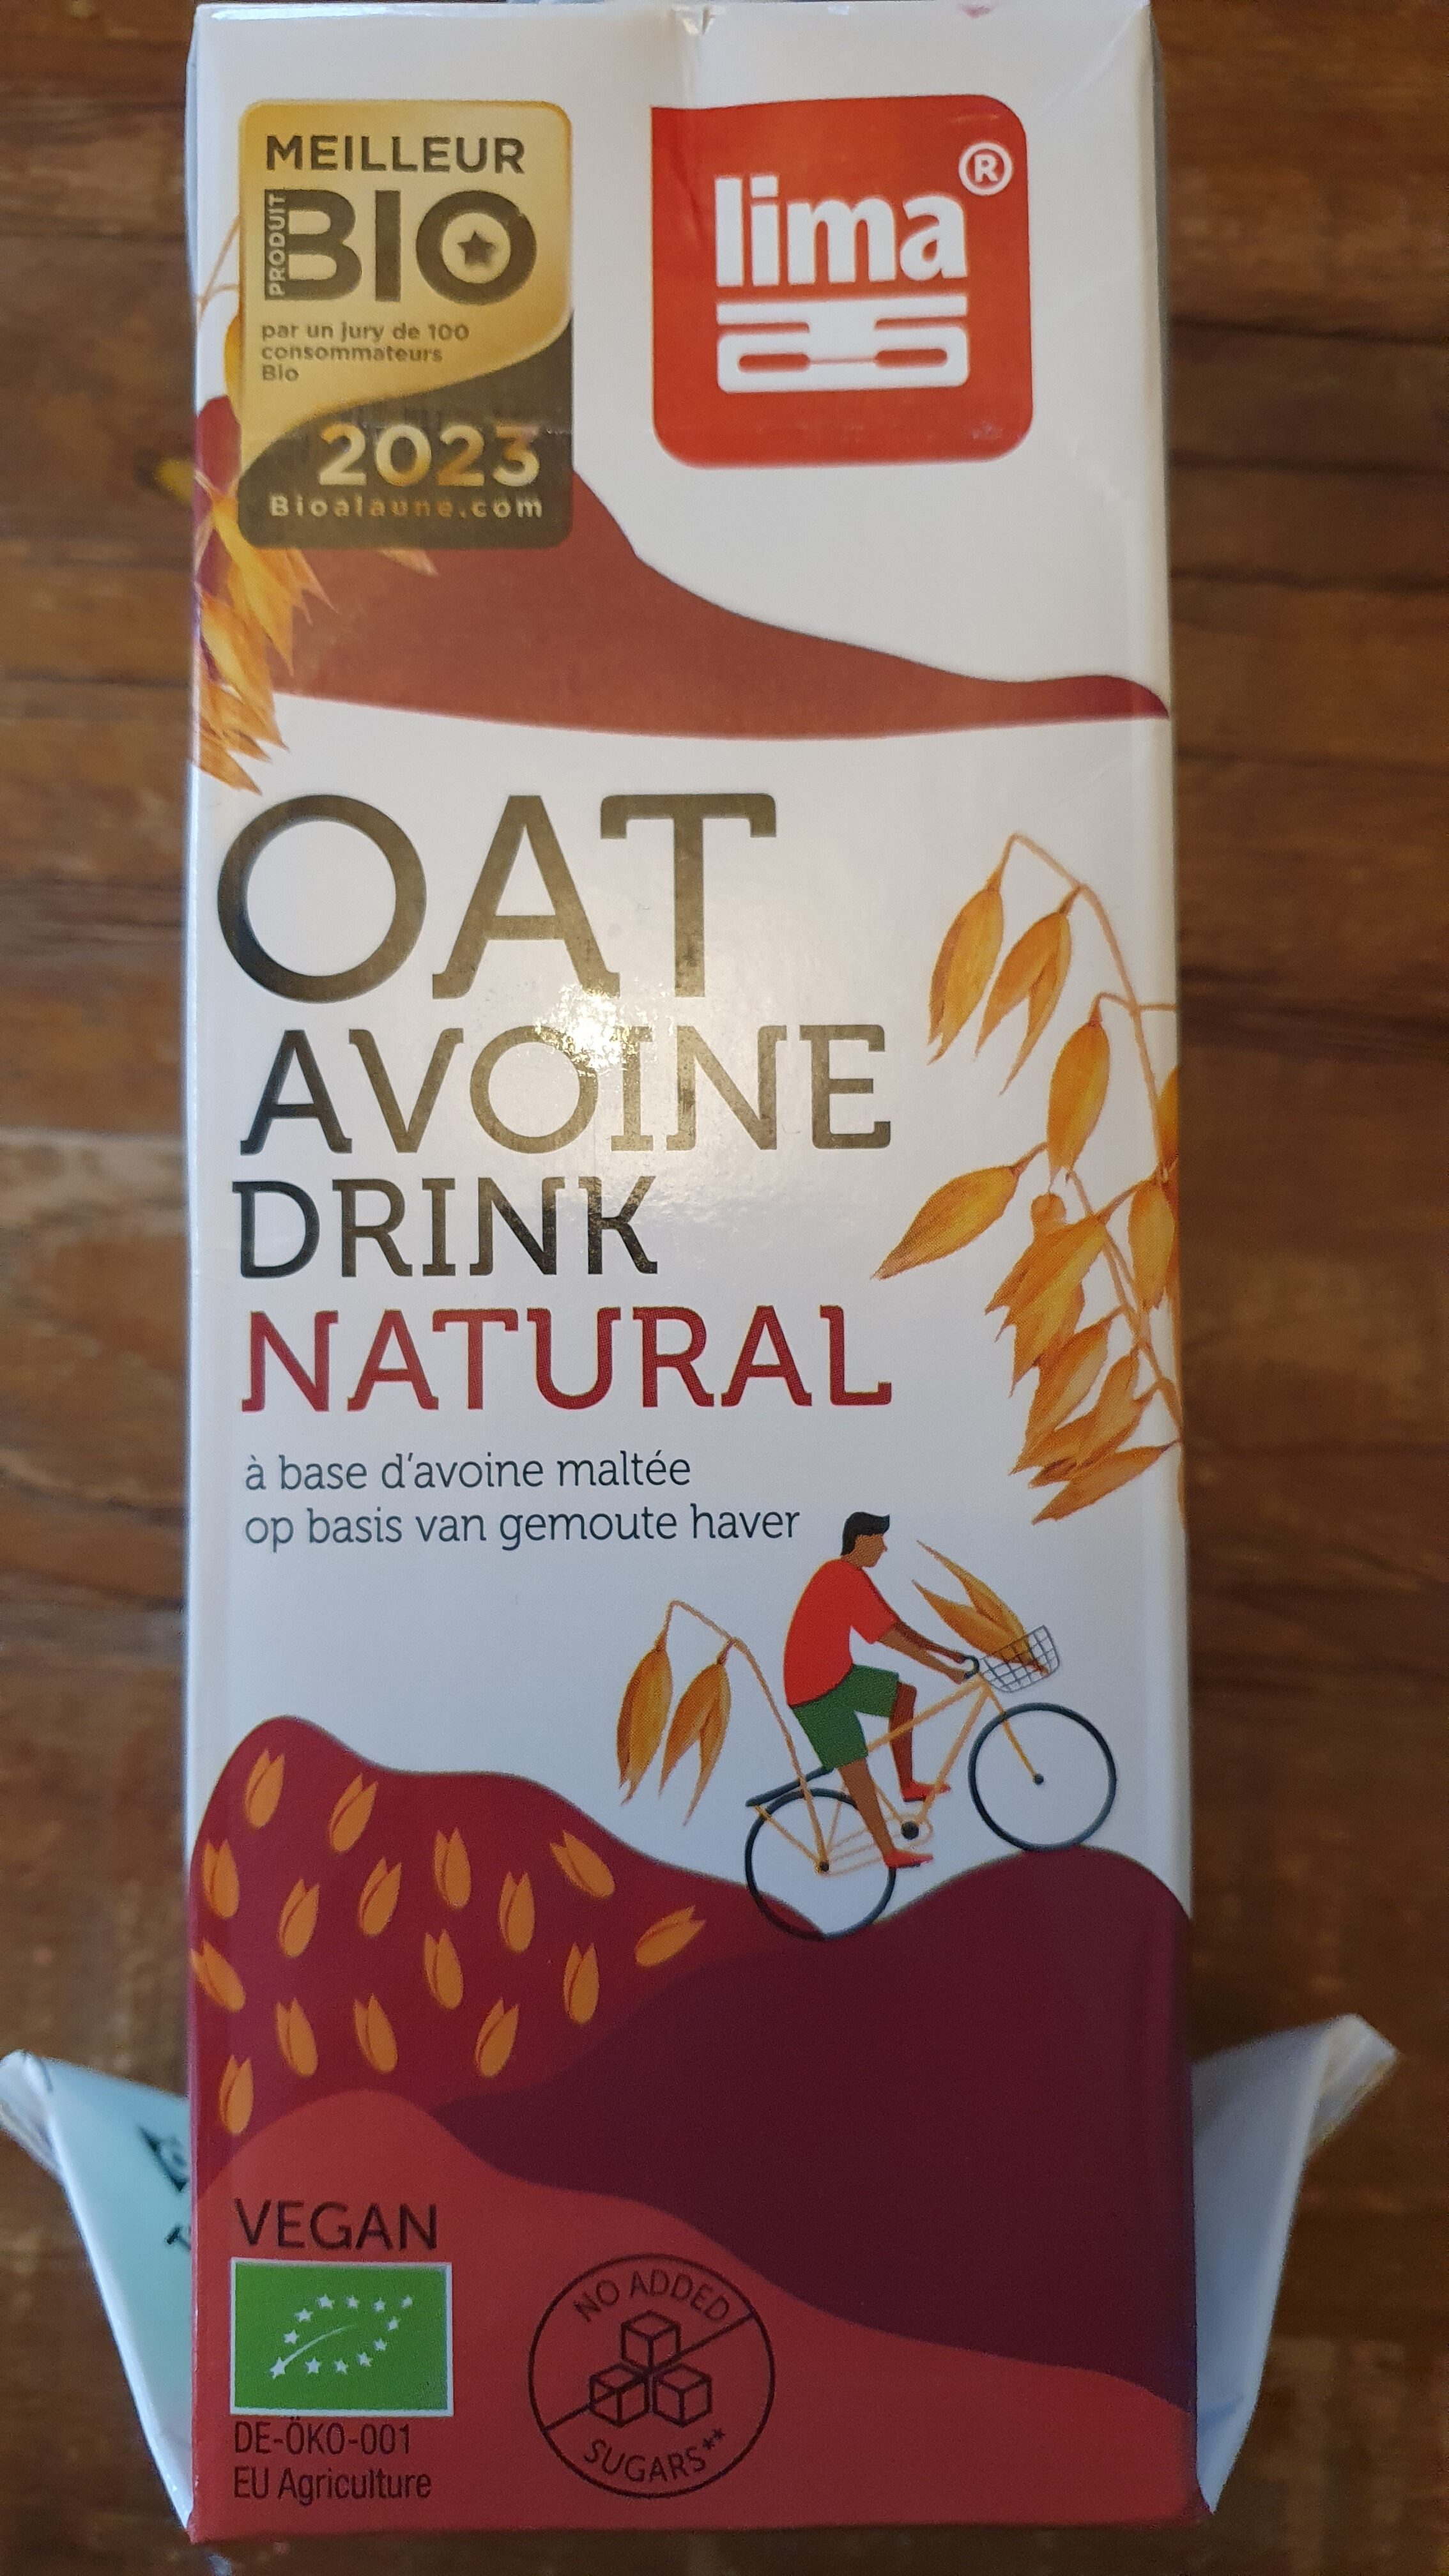 MEILLEUR
PRODUIT
BIO
par un jury de 100
consommateurs
Bio
2023
Bioalaune.com
lima®
OAT
AVOINE
DRINK
NATURAL
à base d'avoine maltée
op basis van gemoute haver
VEGAN
DE-ÖKO-001
EU Agriculture
NO ADDED
SUGARS**